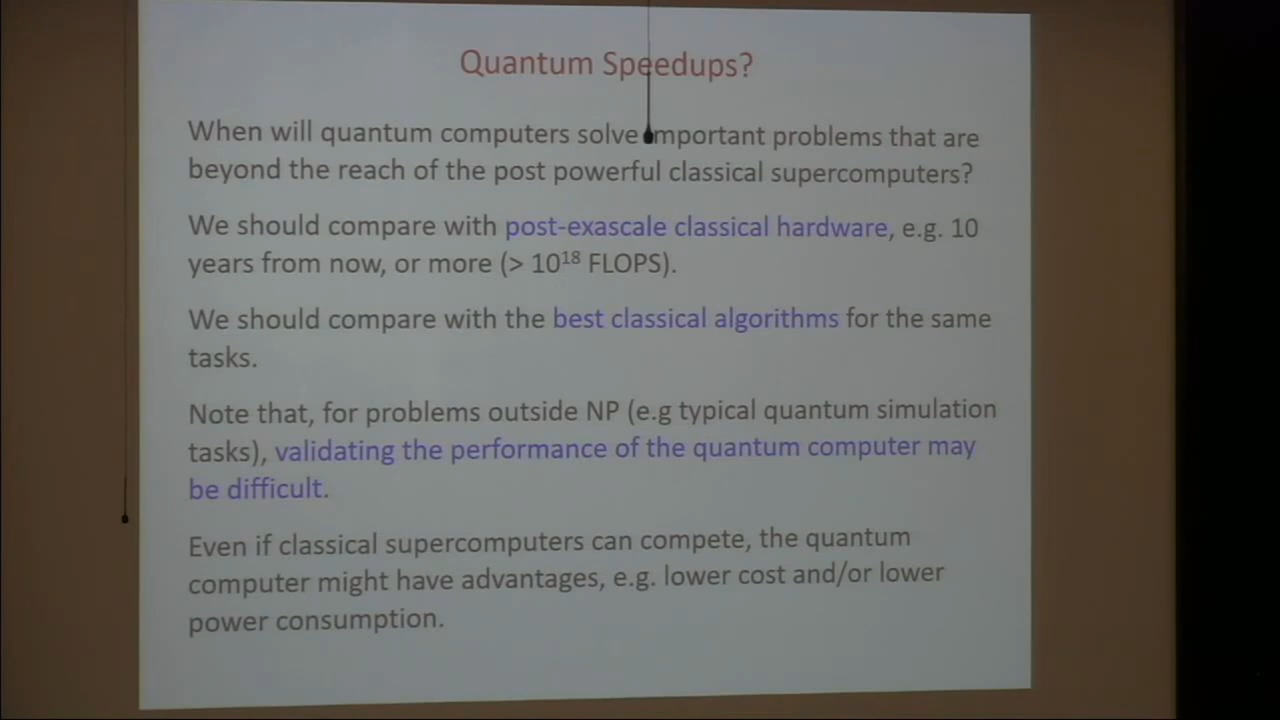 Quantum Speedups?
When will quantum computers solve important problems that are
beyond the reach of the post powerful classical supercomputers?
We should compare with post-exascale classical hardware, e.g. 10
years from now, or more (> 10¹⁸ FLOPS).
We should compare with the best classical algorithms for the same
tasks.
Note that, for problems outside NP (e.g typical quantum simulation
tasks), validating the performance of the quantum computer may
be difficult.
Even if classical supercomputers can compete, the quantum
computer might have advantages, e.g. lower cost and/or lower
power consumption.